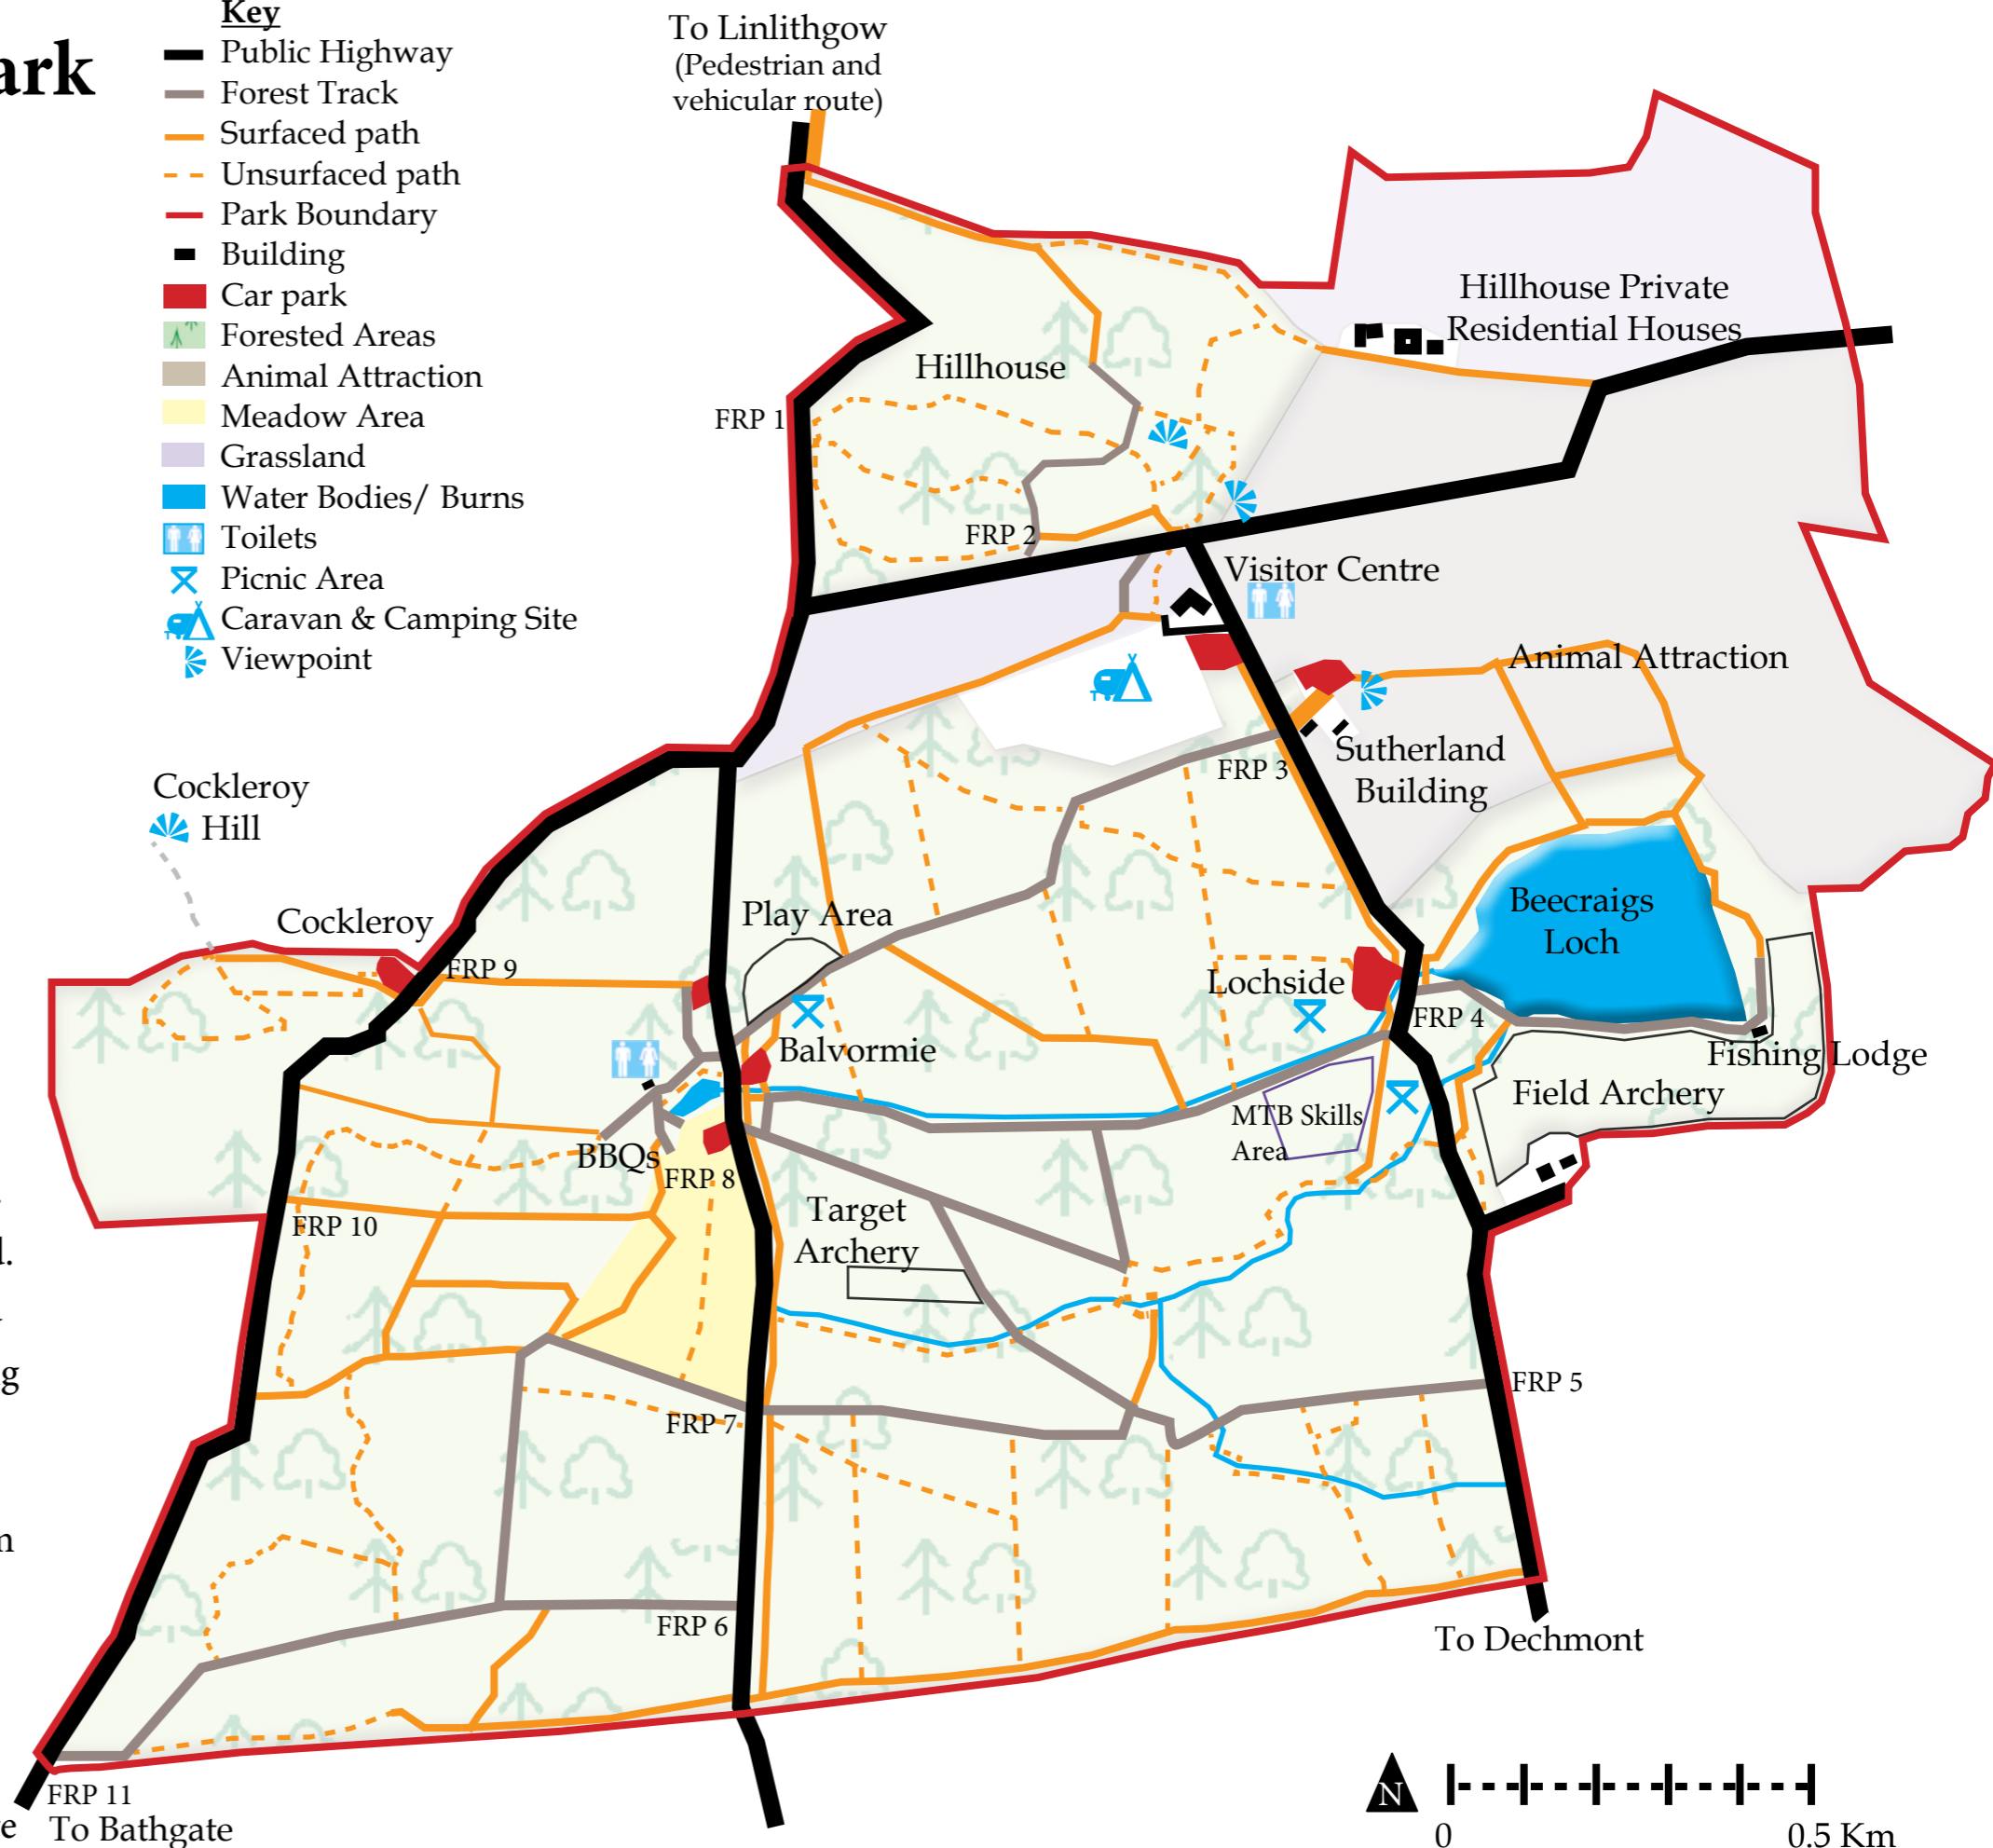 ark
Key
Public Highway
Forest Track
Surfaced path
Unsurfaced path
Park Boundary
Building
Car park
Forested Areas
Animal Attraction
Meadow Area
Grassland
Water Bodies/ Burns
Toilets
Picnic Area
Caravan & Camping Site
Viewpoint
To Linlithgow
(Pedestrian and
vehicular route)
Hillhouse Private
Residential Houses
Hillhouse
FRP 1
FRP 2
Visitor Centre
Animal Attraction
Sutherland
Building
FRP 3
Cockleroy
Hill
Cockleroy
FRP 9
Play Area
Beecraigs
Loch
Lochside
FRP 4
Fishing Lodge
Balvormie
Field Archery
MTB Skills
Area
BBQs
FRP 8
Target
Archery
FRP 10
d.
g
FRP 5
FRP 7
n
FRP 6
To Dechmont
FRP 11
e
To Bathgate
N
0
0.5 Km